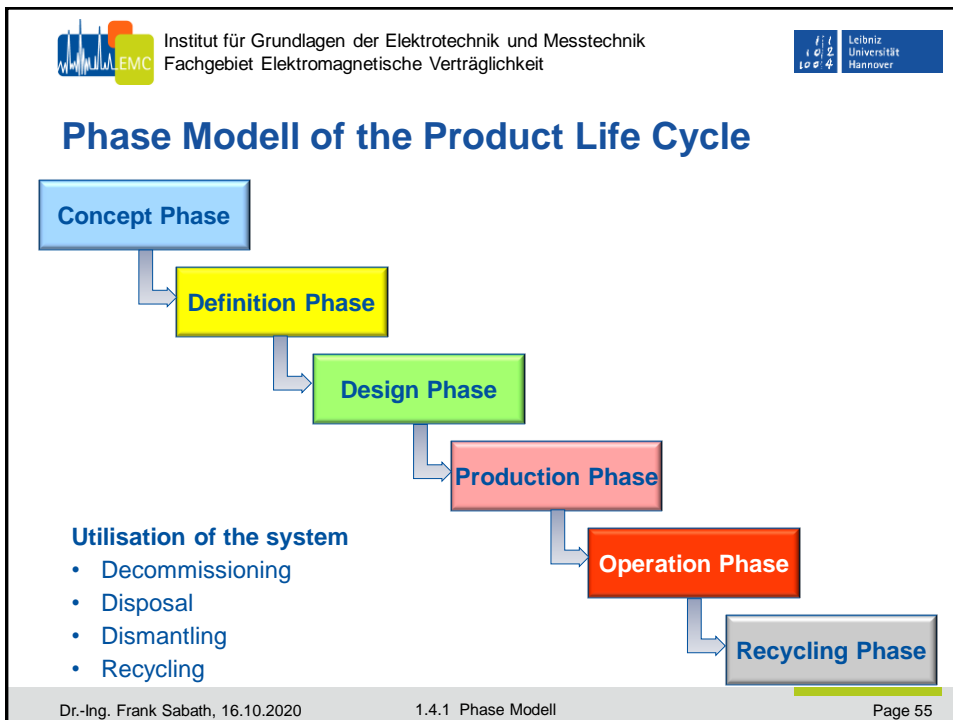 Institut für Grundlagen der Elektrotechnik und Messtechnik
Fachgebiet Elektromagnetische Verträglichkeit
EMC
Leibniz
Universität
Hannover
Phase Modell of the Product Life Cycle
Concept Phase
Definition Phase
Design Phase
Production Phase
Operation Phase
Recycling Phase
Utilisation of the system
• Decommissioning
• Disposal
• Dismantling
• Recycling
Dr.-Ing. Frank Sabath, 16.10.2020 1.4.1 Phase Modell Page 55